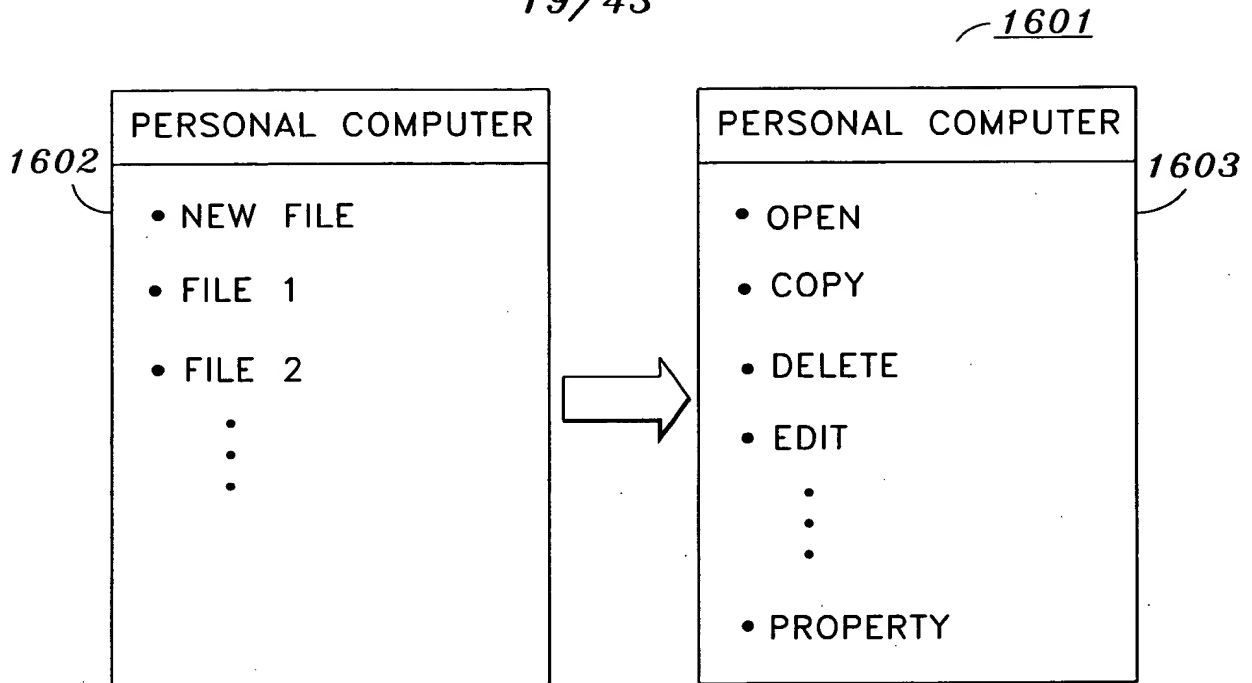 19/43
1601
PERSONAL COMPUTER
1602
• NEW FILE
• FILE 1
• FILE 2
PERSONAL COMPUTER
1603
• OPEN
• COPY
• DELETE
• EDIT
• PROPERTY